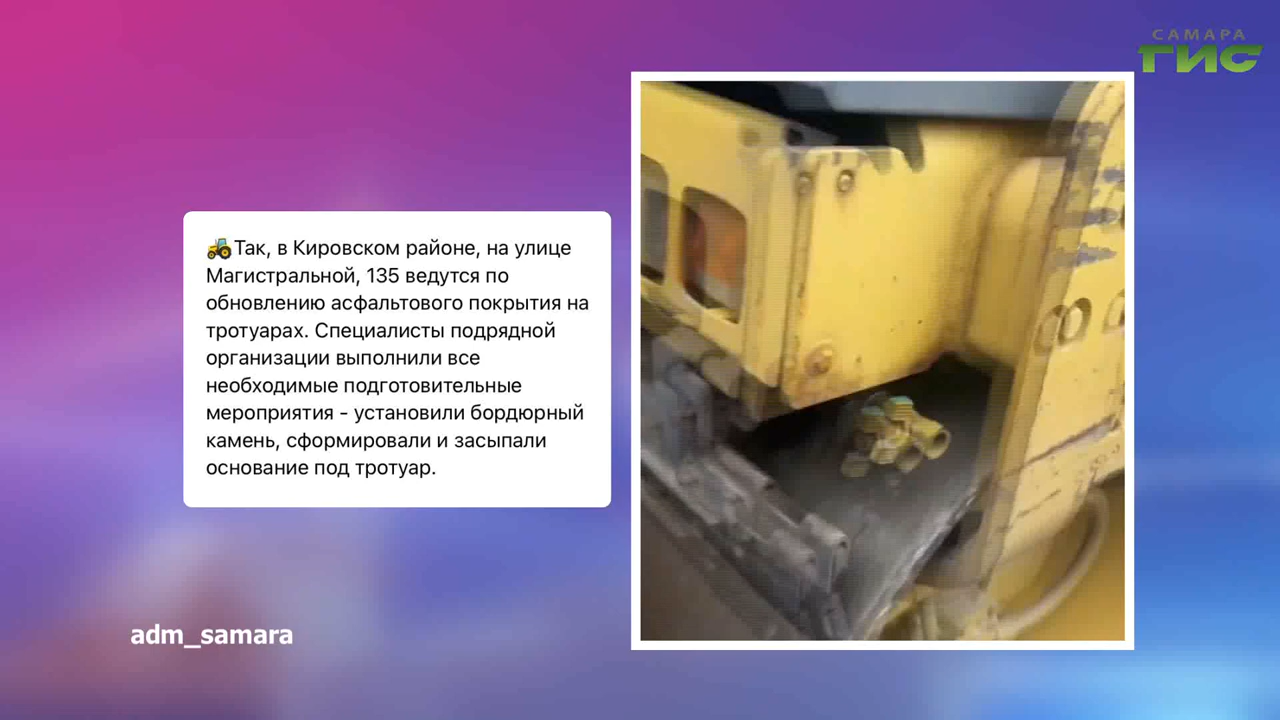 САМАРА
ГИС
🚜Так, в Кировском районе, на улице
Магистральной, 135 ведутся по
обновлению асфальтового покрытия на
тротуарах. Специалисты подрядной
организации выполнили все
необходимые подготовительные
мероприятия - установили бордюрный
камень, сформировали и засыпали
основание под тротуар.
adm_samara